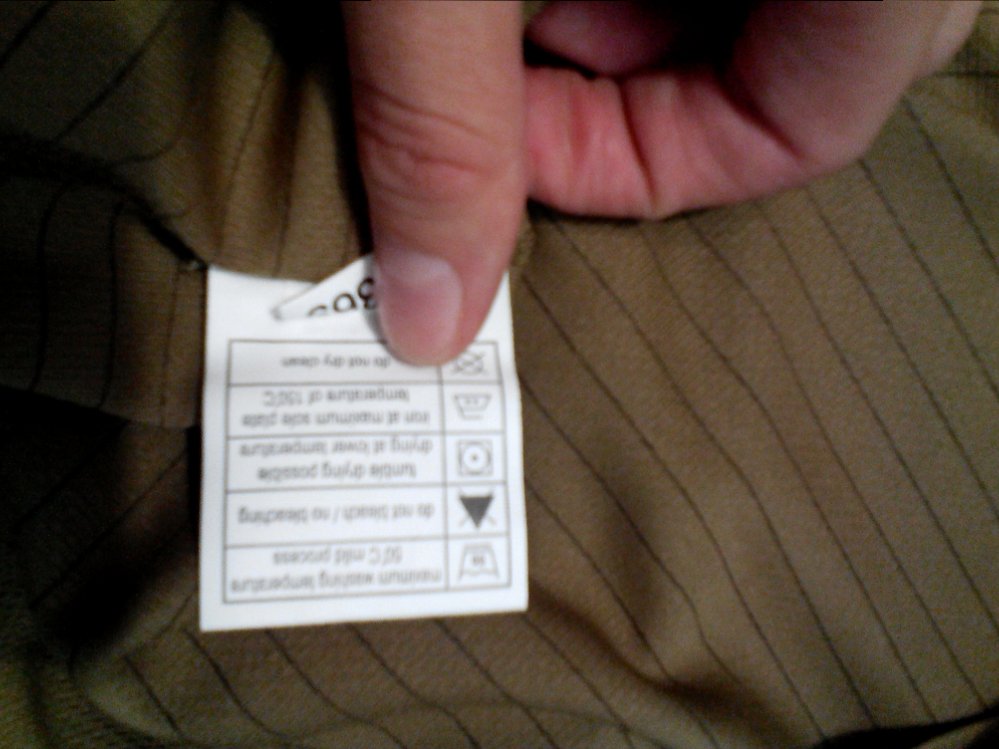 maximum washing temperature
60°C mild process
do not bleach / no bleaching
tumble drying possible
drying at lower temperature
iron at maximum sole plate
temperature of 150°C
do not dry clean